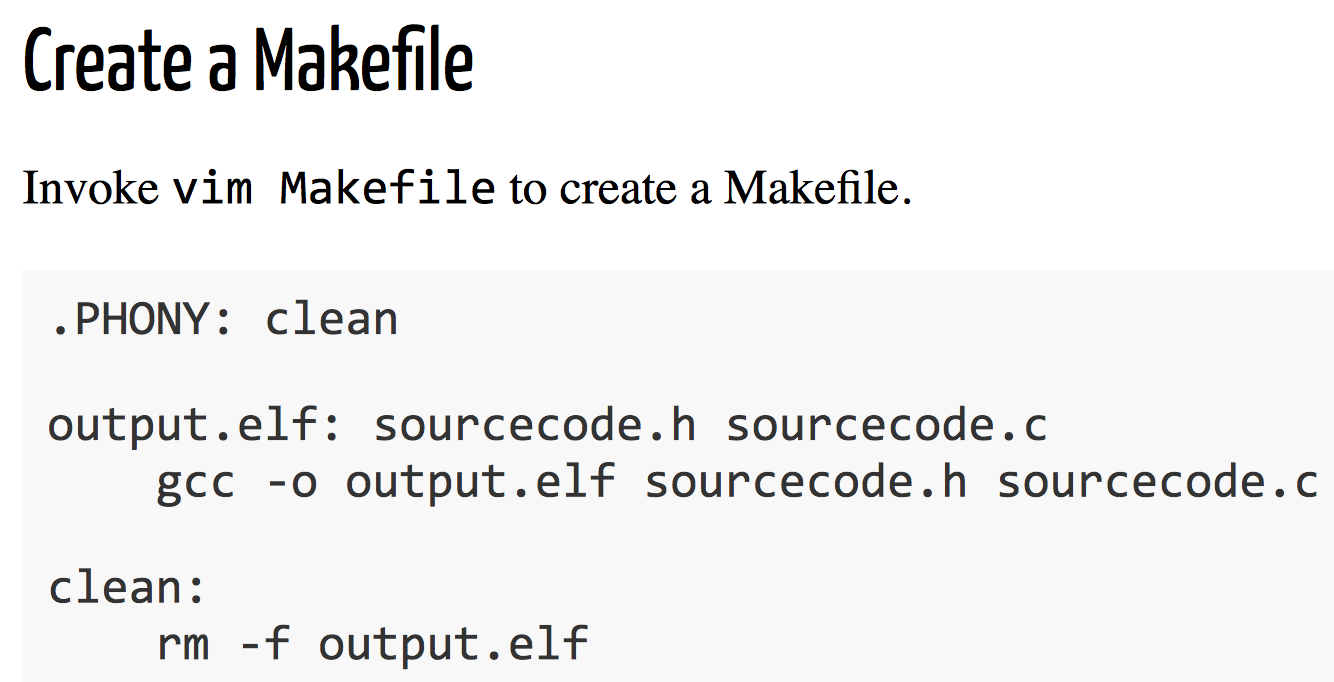 Create a Makefile
Invoke vim Makefile to create a Makefile.
.PHONY: clean
output.elf: sourcecode.h sourcecode.c
    gcc -o output.elf sourcecode.h sourcecode.c
clean:
    rm -f output.elf